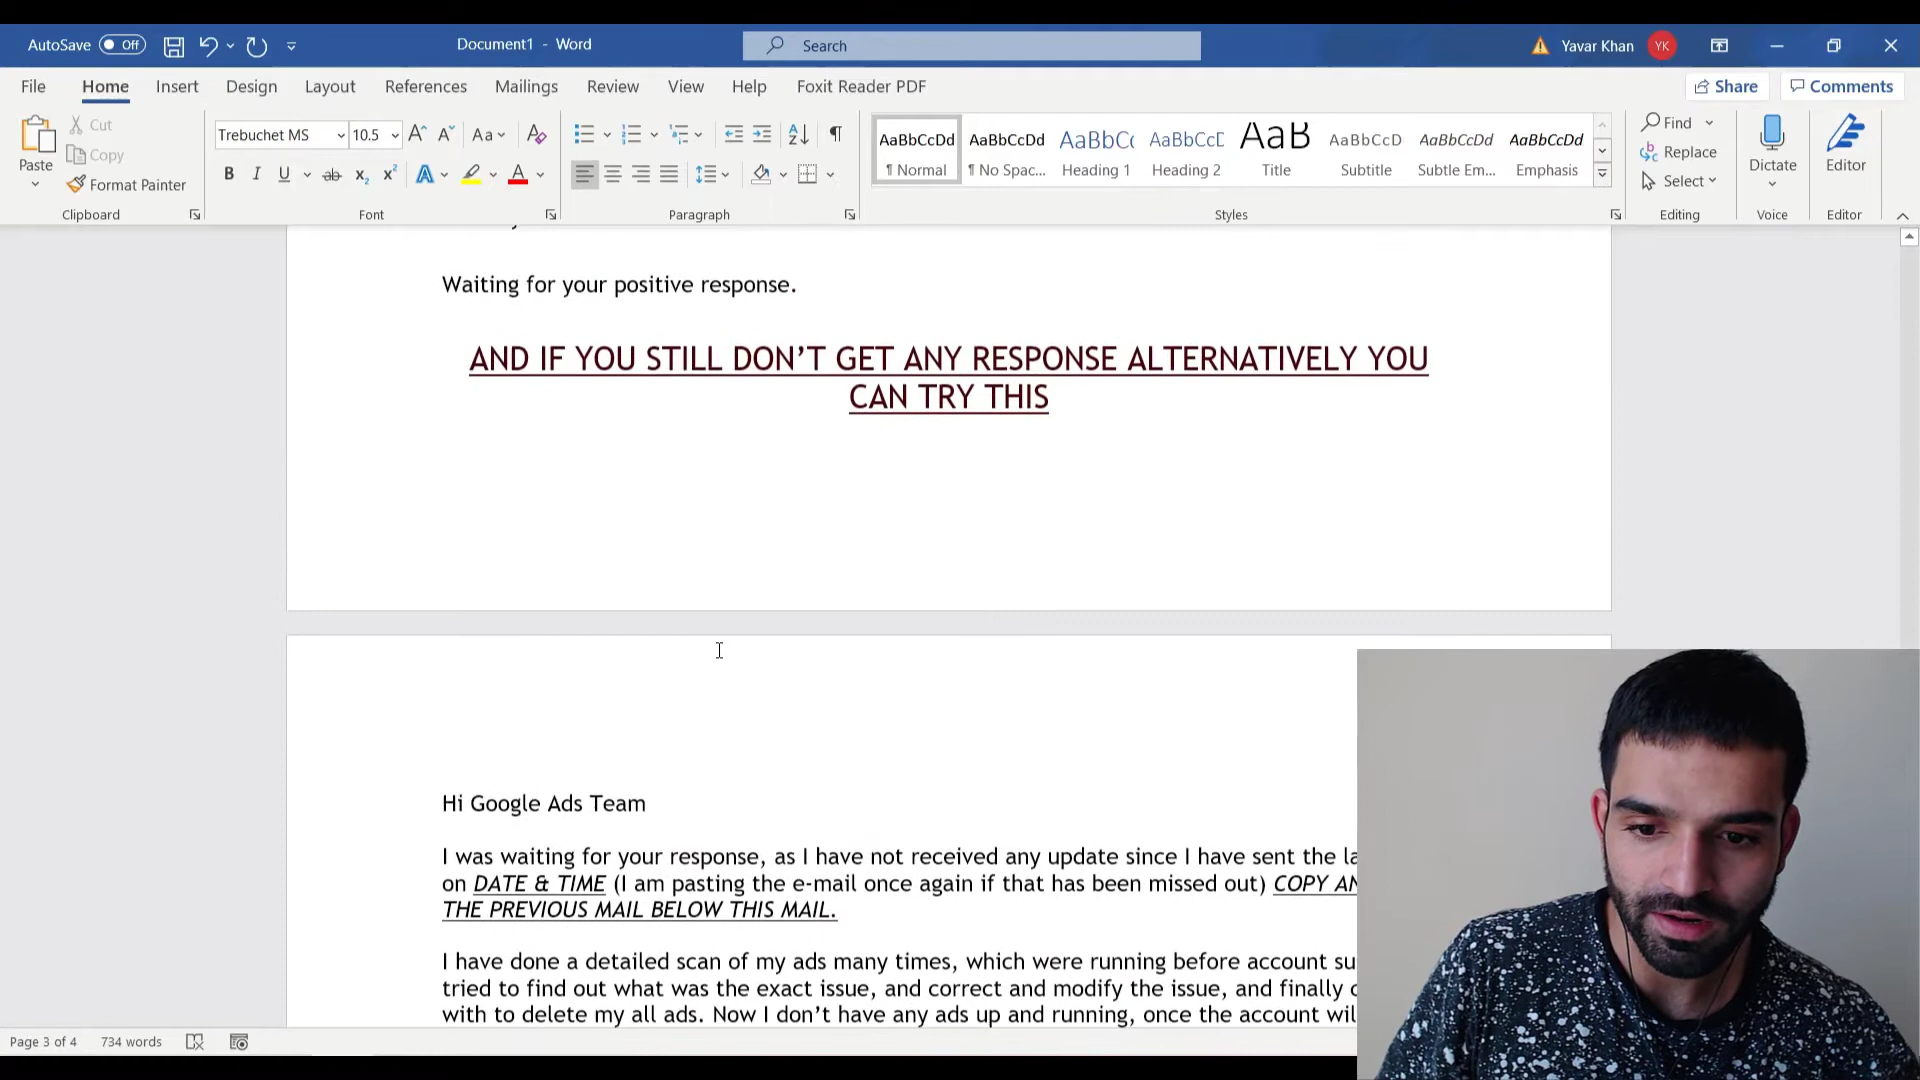 AutoSave Off
Document1 - Word
Search
Yavar Khan YK
File Home Insert Design Layout References Mailings Review View Help Foxit Reader PDF
Share Comments
Paste
Cut
Copy
Format Painter
Clipboard
Trebuchet MS 10.5
Aa
B I U ab x2 x2 A A
Font
Paragraph
AaBbCcDd AaBbCcDd AaBbCc AaBbCcD AaB AaBbCcD AaBbCcDd AaBbCcDd
¶ Normal ¶ No Spac... Heading 1 Heading 2 Title Subtitle Subtle Em... Emphasis
Styles
Find
Replace
Select
Editing
Dictate
Voice
Editor
Editor
Waiting for your positive response.
AND IF YOU STILL DON’T GET ANY RESPONSE ALTERNATIVELY YOU
CAN TRY THIS
Hi Google Ads Team
I was waiting for your response, as I have not received any update since I have sent the
on DATE & TIME (I am pasting the e-mail once again if that has been missed out) COPY
THE PREVIOUS MAIL BELOW THIS MAIL.
I have done a detailed scan of my ads many times, which were running before account
tried to find out what was the exact issue, and correct and modify the issue, and finally
with to delete my all ads. Now I don’t have any ads up and running, once the account
Page 3 of 4 734 words